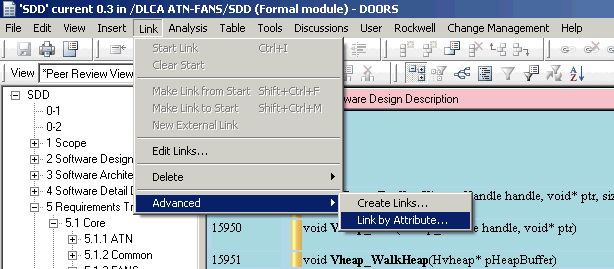 'SDD' current 0.3 in /DLCA ATN-FANS/SDD (Formal module) - DOORS
File Edit View Insert Link Analysis Table Tools Discussions User Rockwell Change Management Help
View *Peer Review View
Start Link Ctrl+I
Clear Start
Make Link from Start Shift+Ctrl+F
Make Link to Start Shift+Ctrl+M
New External Link
Edit Links...
Delete
Advanced
Create Links...
Link by Attribute...
SDD
0-1
0-2
1 Scope
2 Software Design
3 Software Archite
4 Software Detail D
5 Requirements Tr
5.1 Core
5.1.1 ATN
5.1.2 Common
5.1.3 FANS
ware Design Description
Handle handle, void* ptr, siz
15950 void handle, void* ptr)
15951 void Vheap_WalkHeap(Hvheap* pHeapBuffer)